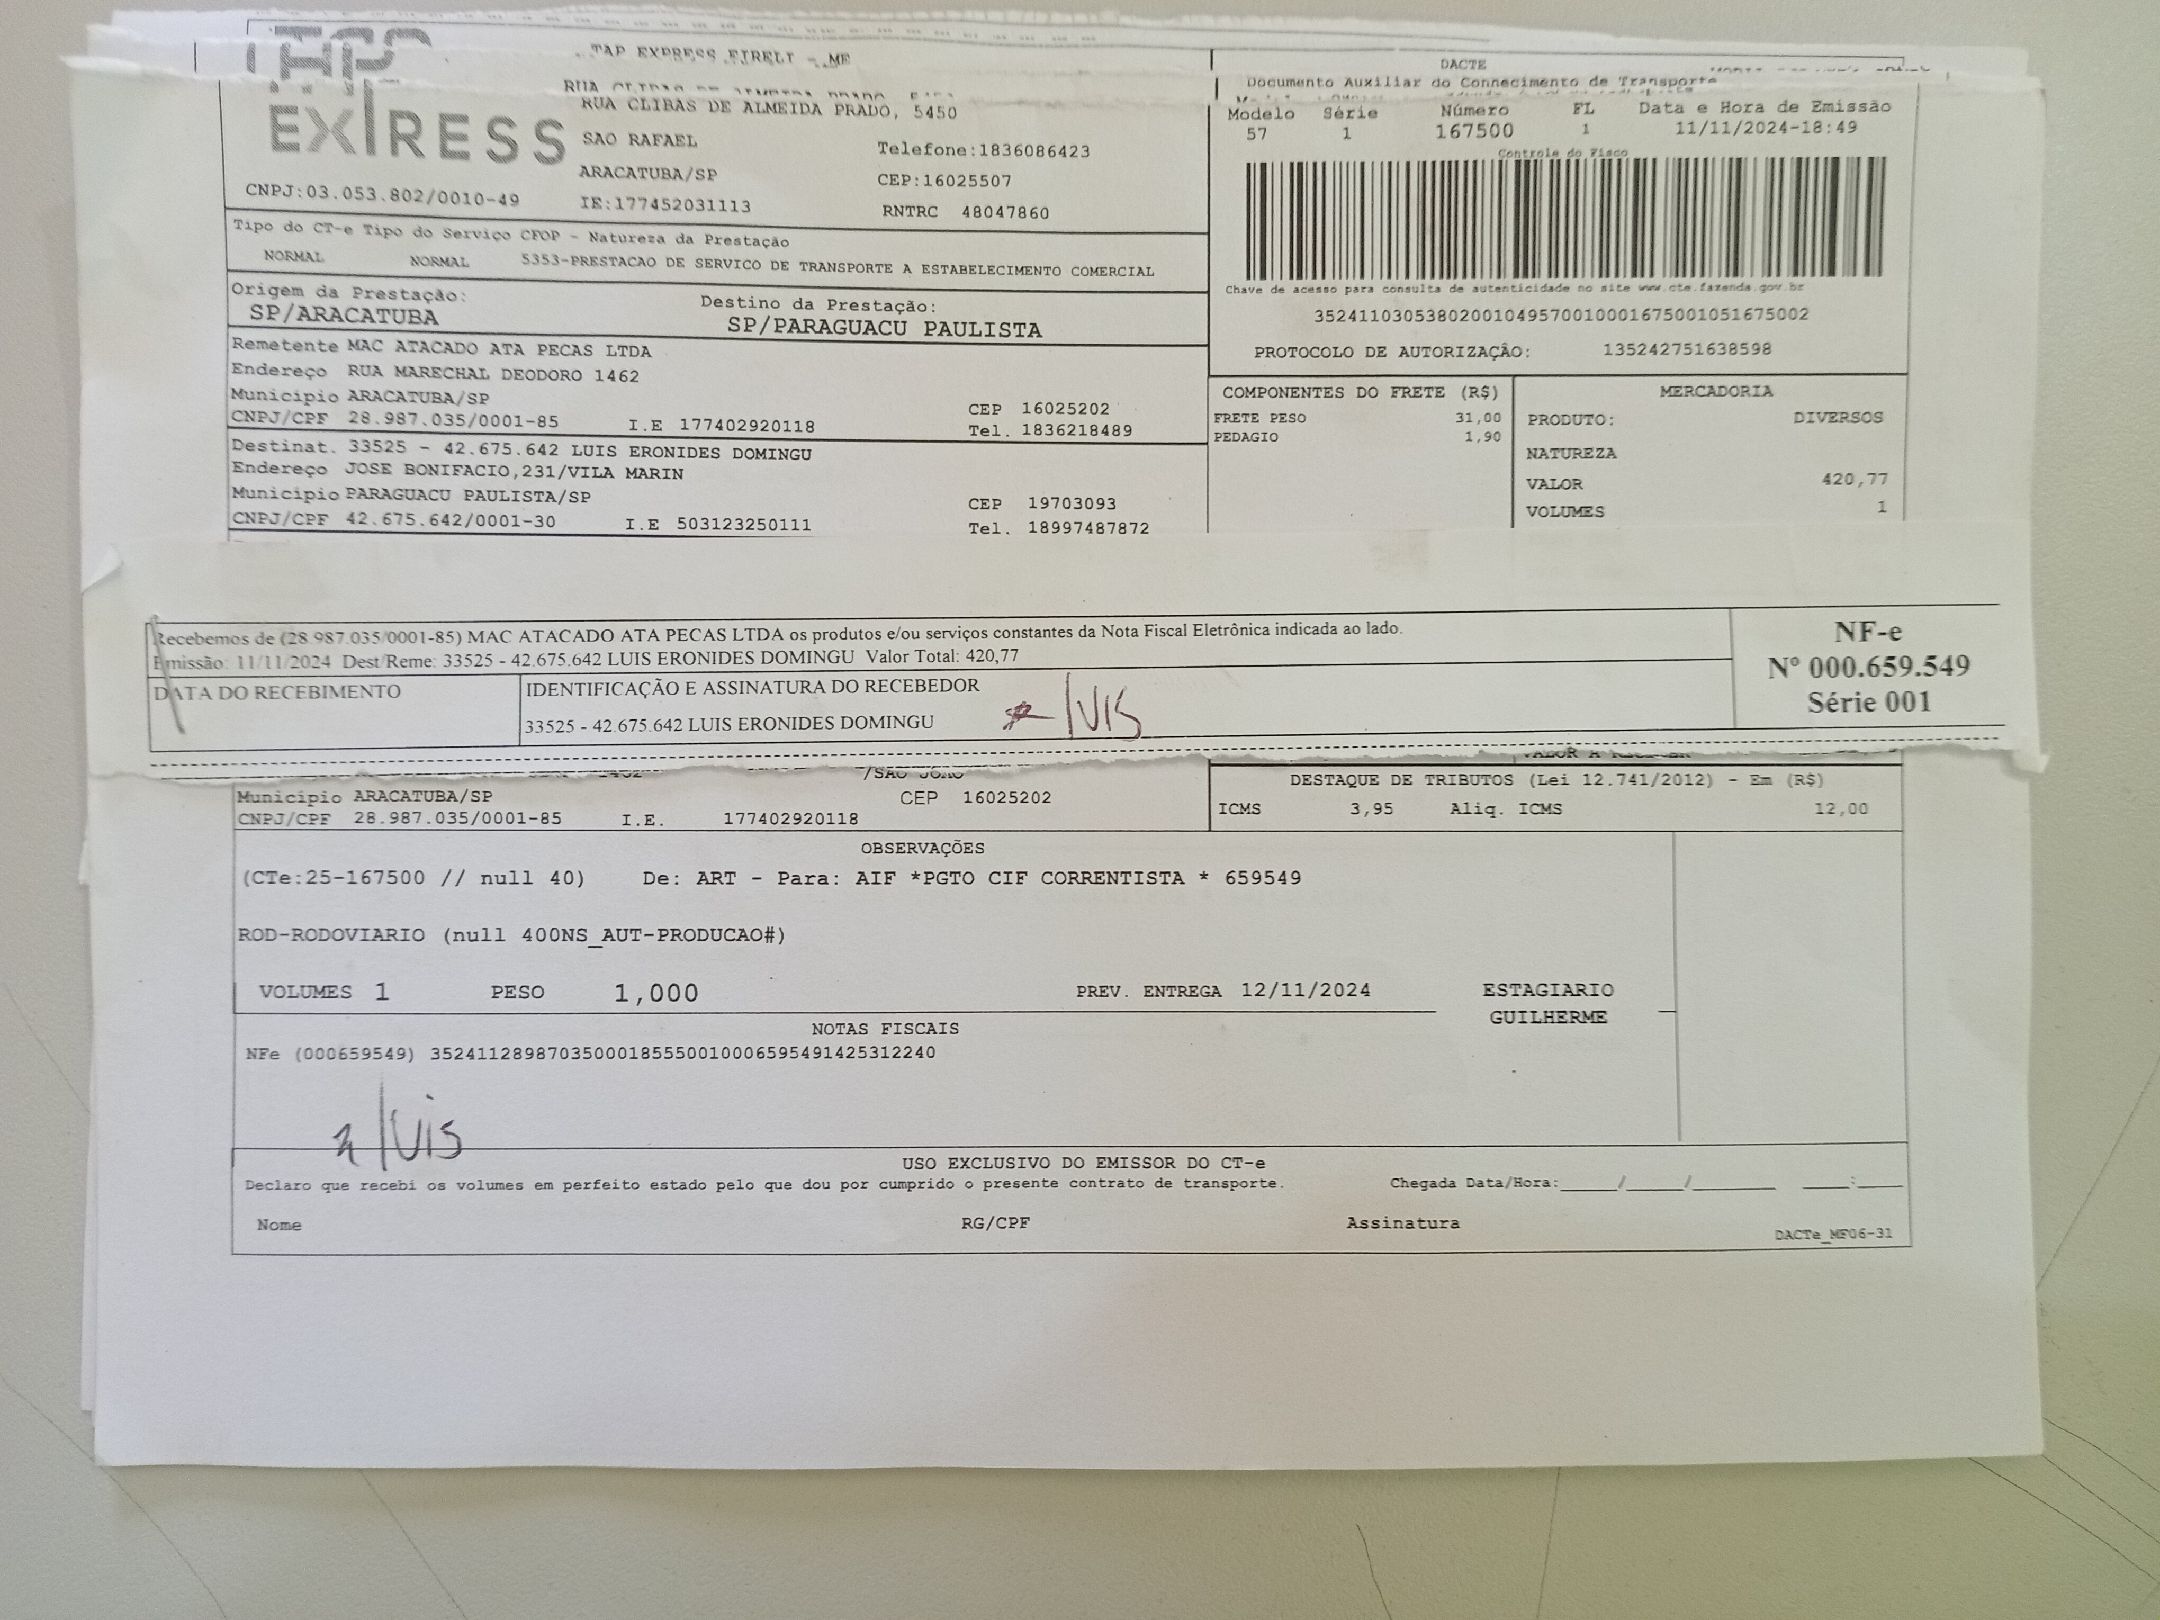 TAP EXPRESS EIRELI - ME
EXPRESS
RUA CLIBAS DE ALMEIDA PRADO, 5450
SAO RAFAEL
Telefone:1836086423
ARACATUBA/SP
CEP:16025507
CNPJ:03.053.802/0010-49
IE:177452031113
RNTRC 48047860
DACTE
Documento Auxiliar do Connecimento de Transporte
Modelo Série Número FL Data e Hora de Emissão
57 1 167500 1 11/11/2024-18:49
Controle do Fisco
Chave de acesso para consulta de autenticidade no site www.cte.fazenda.gov.br
35241103053802001049570010001675001051675002
PROTOCOLO DE AUTORIZAÇÃO: 135242751638598
Tipo do CT-e Tipo do Serviço CFOP - Natureza da Prestação
NORMAL NORMAL 5353-PRESTACAO DE SERVICO DE TRANSPORTE A ESTABELECIMENTO COMERCIAL
Origem da Prestação: Destino da Prestação:
SP/ARACATUBA SP/PARAGUACU PAULISTA
Remetente MAC ATACADO ATA PECAS LTDA
Endereço RUA MARECHAL DEODORO 1462
Municipio ARACATUBA/SP CEP 16025202
CNPJ/CPF 28.987.035/0001-85 I.E 177402920118 Tel. 1836218489
Destinat. 33525 - 42.675.642 LUIS ERONIDES DOMINGU
Endereço JOSE BONIFACIO,231/VILA MARIN
Municipio PARAGUACU PAULISTA/SP CEP 19703093
CNPJ/CPF 42.675.642/0001-30 I.E 503123250111 Tel. 18997487872
COMPONENTES DO FRETE (R$)
FRETE PESO 31,00
PEDAGIO 1,90
MERCADORIA
PRODUTO: DIVERSOS
NATUREZA
VALOR 420,77
VOLUMES 1
Recebemos de (28.987.035/0001-85) MAC ATACADO ATA PECAS LTDA os produtos e/ou serviços constantes da Nota Fiscal Eletrônica indicada ao lado.
Emissão: 11/11/2024 Dest/Reme: 33525 - 42.675.642 LUIS ERONIDES DOMINGU Valor Total: 420,77
DATA DO RECEBIMENTO
IDENTIFICAÇÃO E ASSINATURA DO RECEBEDOR
33525 - 42.675.642 LUIS ERONIDES DOMINGU luis
NF-e
Nº 000.659.549
Série 001
/SAO JOAO
Municipio ARACATUBA/SP CEP 16025202
CNPJ/CPF 28.987.035/0001-85 I.E. 177402920118
DESTAQUE DE TRIBUTOS (Lei 12.741/2012) - Em (R$)
ICMS 3,95 Aliq. ICMS 12,00
OBSERVAÇÕES
(CTe:25-167500 // null 40) De: ART - Para: AIF *PGTO CIF CORRENTISTA * 659549
ROD-RODOVIARIO (null 400NS_AUT-PRODUCAO#)
VOLUMES 1 PESO 1,000 PREV. ENTREGA 12/11/2024 ESTAGIARIO
GUILHERME
NOTAS FISCAIS
NFe (000659549) 35241128987035000185550010006595491425312240
luis
USO EXCLUSIVO DO EMISSOR DO CT-e
Declaro que recebi os volumes em perfeito estado pelo que dou por cumprido o presente contrato de transporte. Chegada Data/Hora:_____/_____/________ ____:____
Nome RG/CPF Assinatura
DACTe_MF06-31